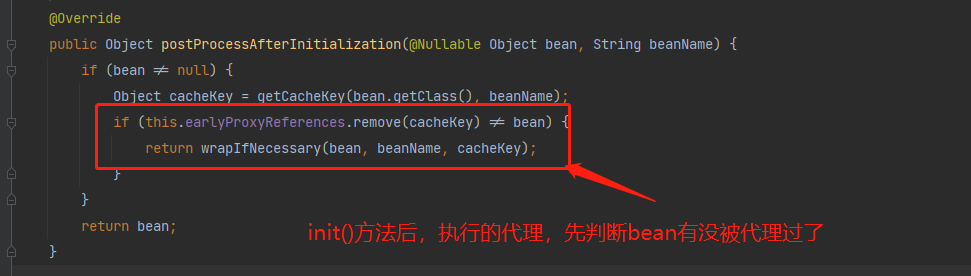 @Override
public Object postProcessAfterInitialization(@Nullable Object bean, String beanName) {
if (bean ≠ null) {
Object cacheKey = getCacheKey(bean.getClass(), beanName);
if (this.earlyProxyReferences.remove(cacheKey) ≠ bean) {
return wrapIfNecessary(bean, beanName, cacheKey);
}
}
return bean;
init()方法后，执行的代理，先判断bean有没被代理过了
}